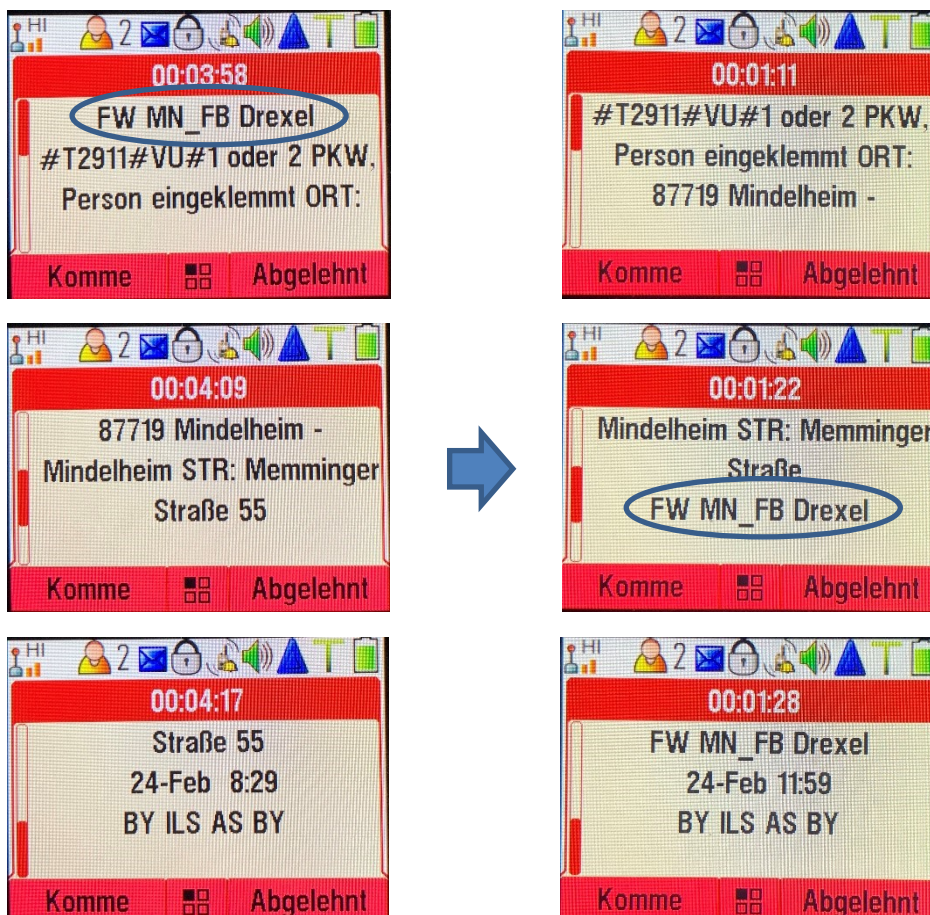 HI 2 T
00:03:58
FW MN_FB Drexel
#T2911#VU#1 oder 2 PKW,
Person eingeklemmt ORT:
Komme Abgelehnt
HI 2 T
00:04:09
87719 Mindelheim -
Mindelheim STR: Memminger
Straße 55
Komme Abgelehnt
HI 2 T
00:04:17
Straße 55
24-Feb 8:29
BY ILS AS BY
Komme Abgelehnt
HI 2 T
00:01:11
#T2911#VU#1 oder 2 PKW,
Person eingeklemmt ORT:
87719 Mindelheim -
Komme Abgelehnt
HI 2 T
00:01:22
Mindelheim STR: Memminger
Straße
FW MN_FB Drexel
Komme Abgelehnt
HI 2 T
00:01:28
FW MN_FB Drexel
24-Feb 11:59
BY ILS AS BY
Komme Abgelehnt